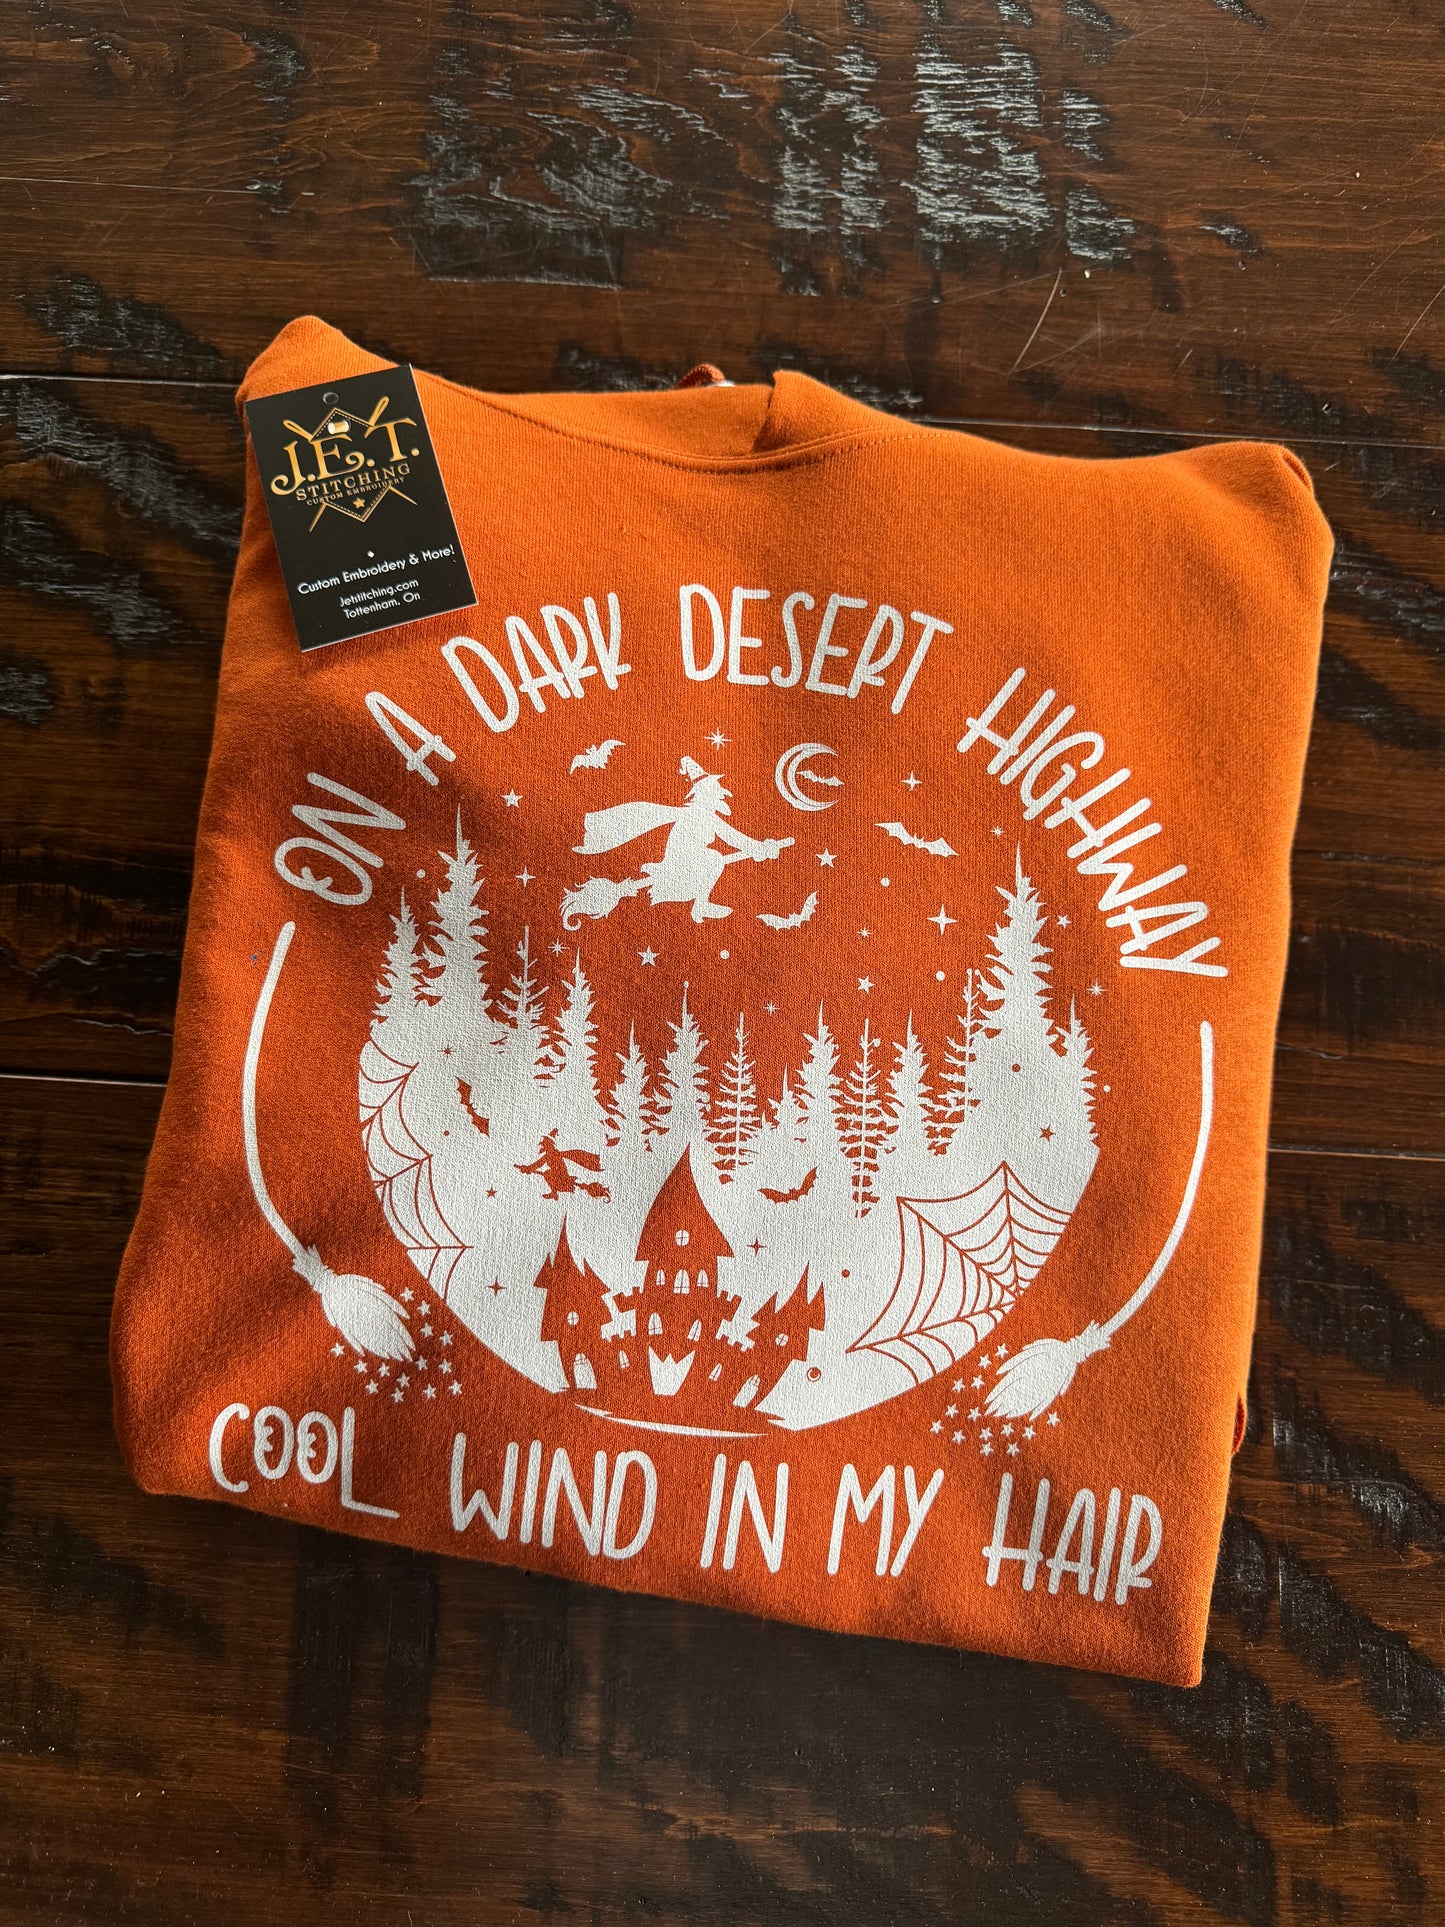 J.E.T.
STITCHING
CUSTOM EMBROIDERY
Custom Embroidery & More!
Jetstitching.com
Tottenham, On
ON A DARK DESERT HIGHWAY
COOL WIND IN MY HAIR